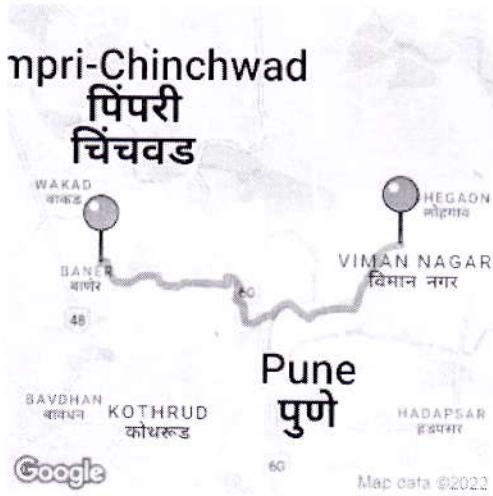 mpri-Chinchwad
पिंपरी
चिंचवड
WAKAD
वाकड
HEGAON
लोहगाव
VIMAN NAGAR
विमान नगर
BANER
बाणेर
60
48
Pune
पुणे
BAVDHAN
बावधन
KOTHRUD
कोथरूड
HADAPSAR
हडपसर
60
Google
Map data ©2022